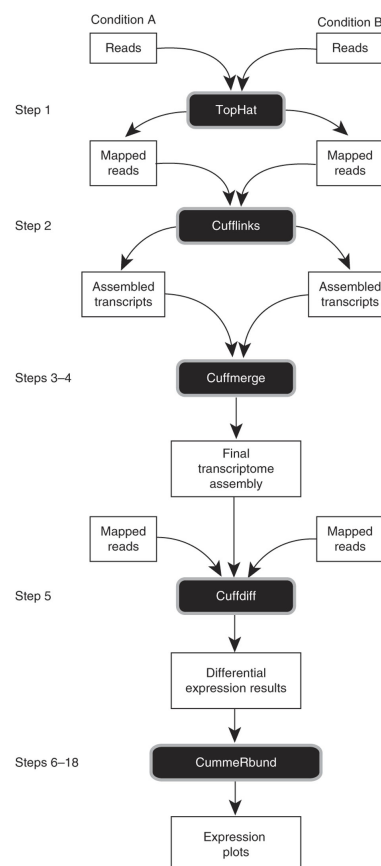 Condition A
Condition B
Reads
Reads
Step 1
TopHat
Mapped
reads
Mapped
reads
Step 2
Cufflinks
Assembled
transcripts
Assembled
transcripts
Steps 3–4
Cuffmerge
Final
transcriptome
assembly
Mapped
reads
Mapped
reads
Step 5
Cuffdiff
Differential
expression results
Steps 6–18
CummeRbund
Expression
plots